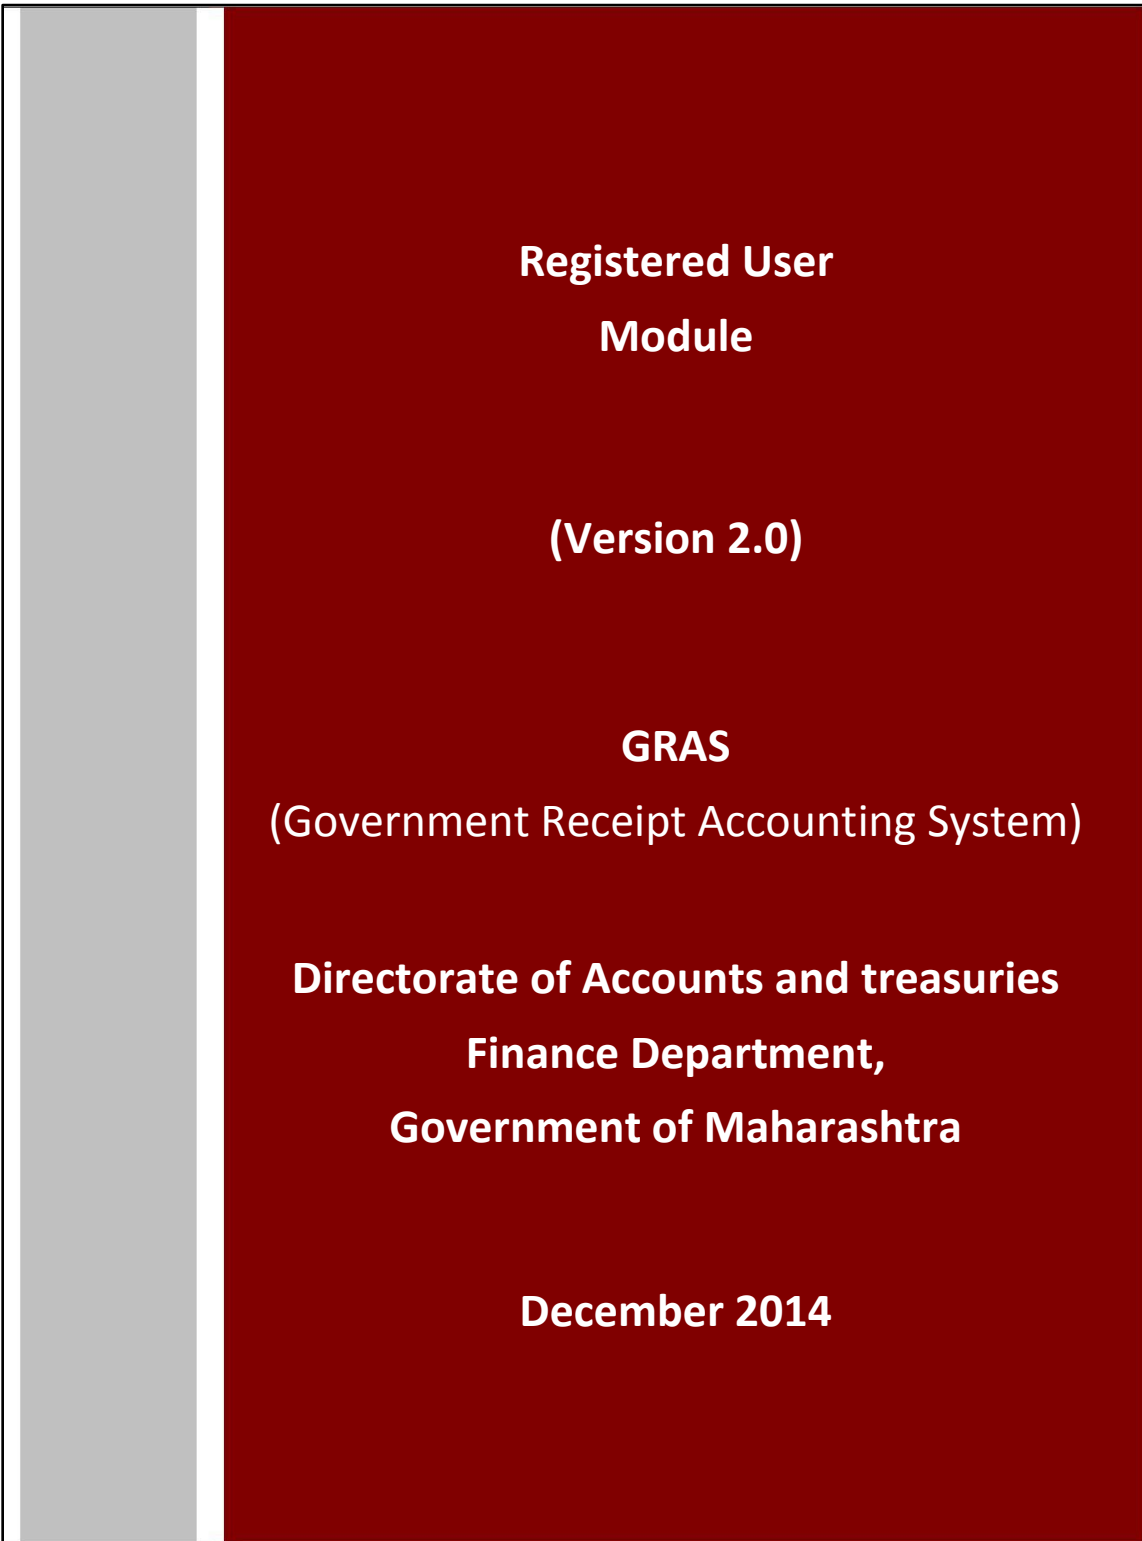 Registered User
Module
(Version 2.0)
GRAS
(Government Receipt Accounting System)
Directorate of Accounts and treasuries
Finance Department,
Government of Maharashtra
December 2014